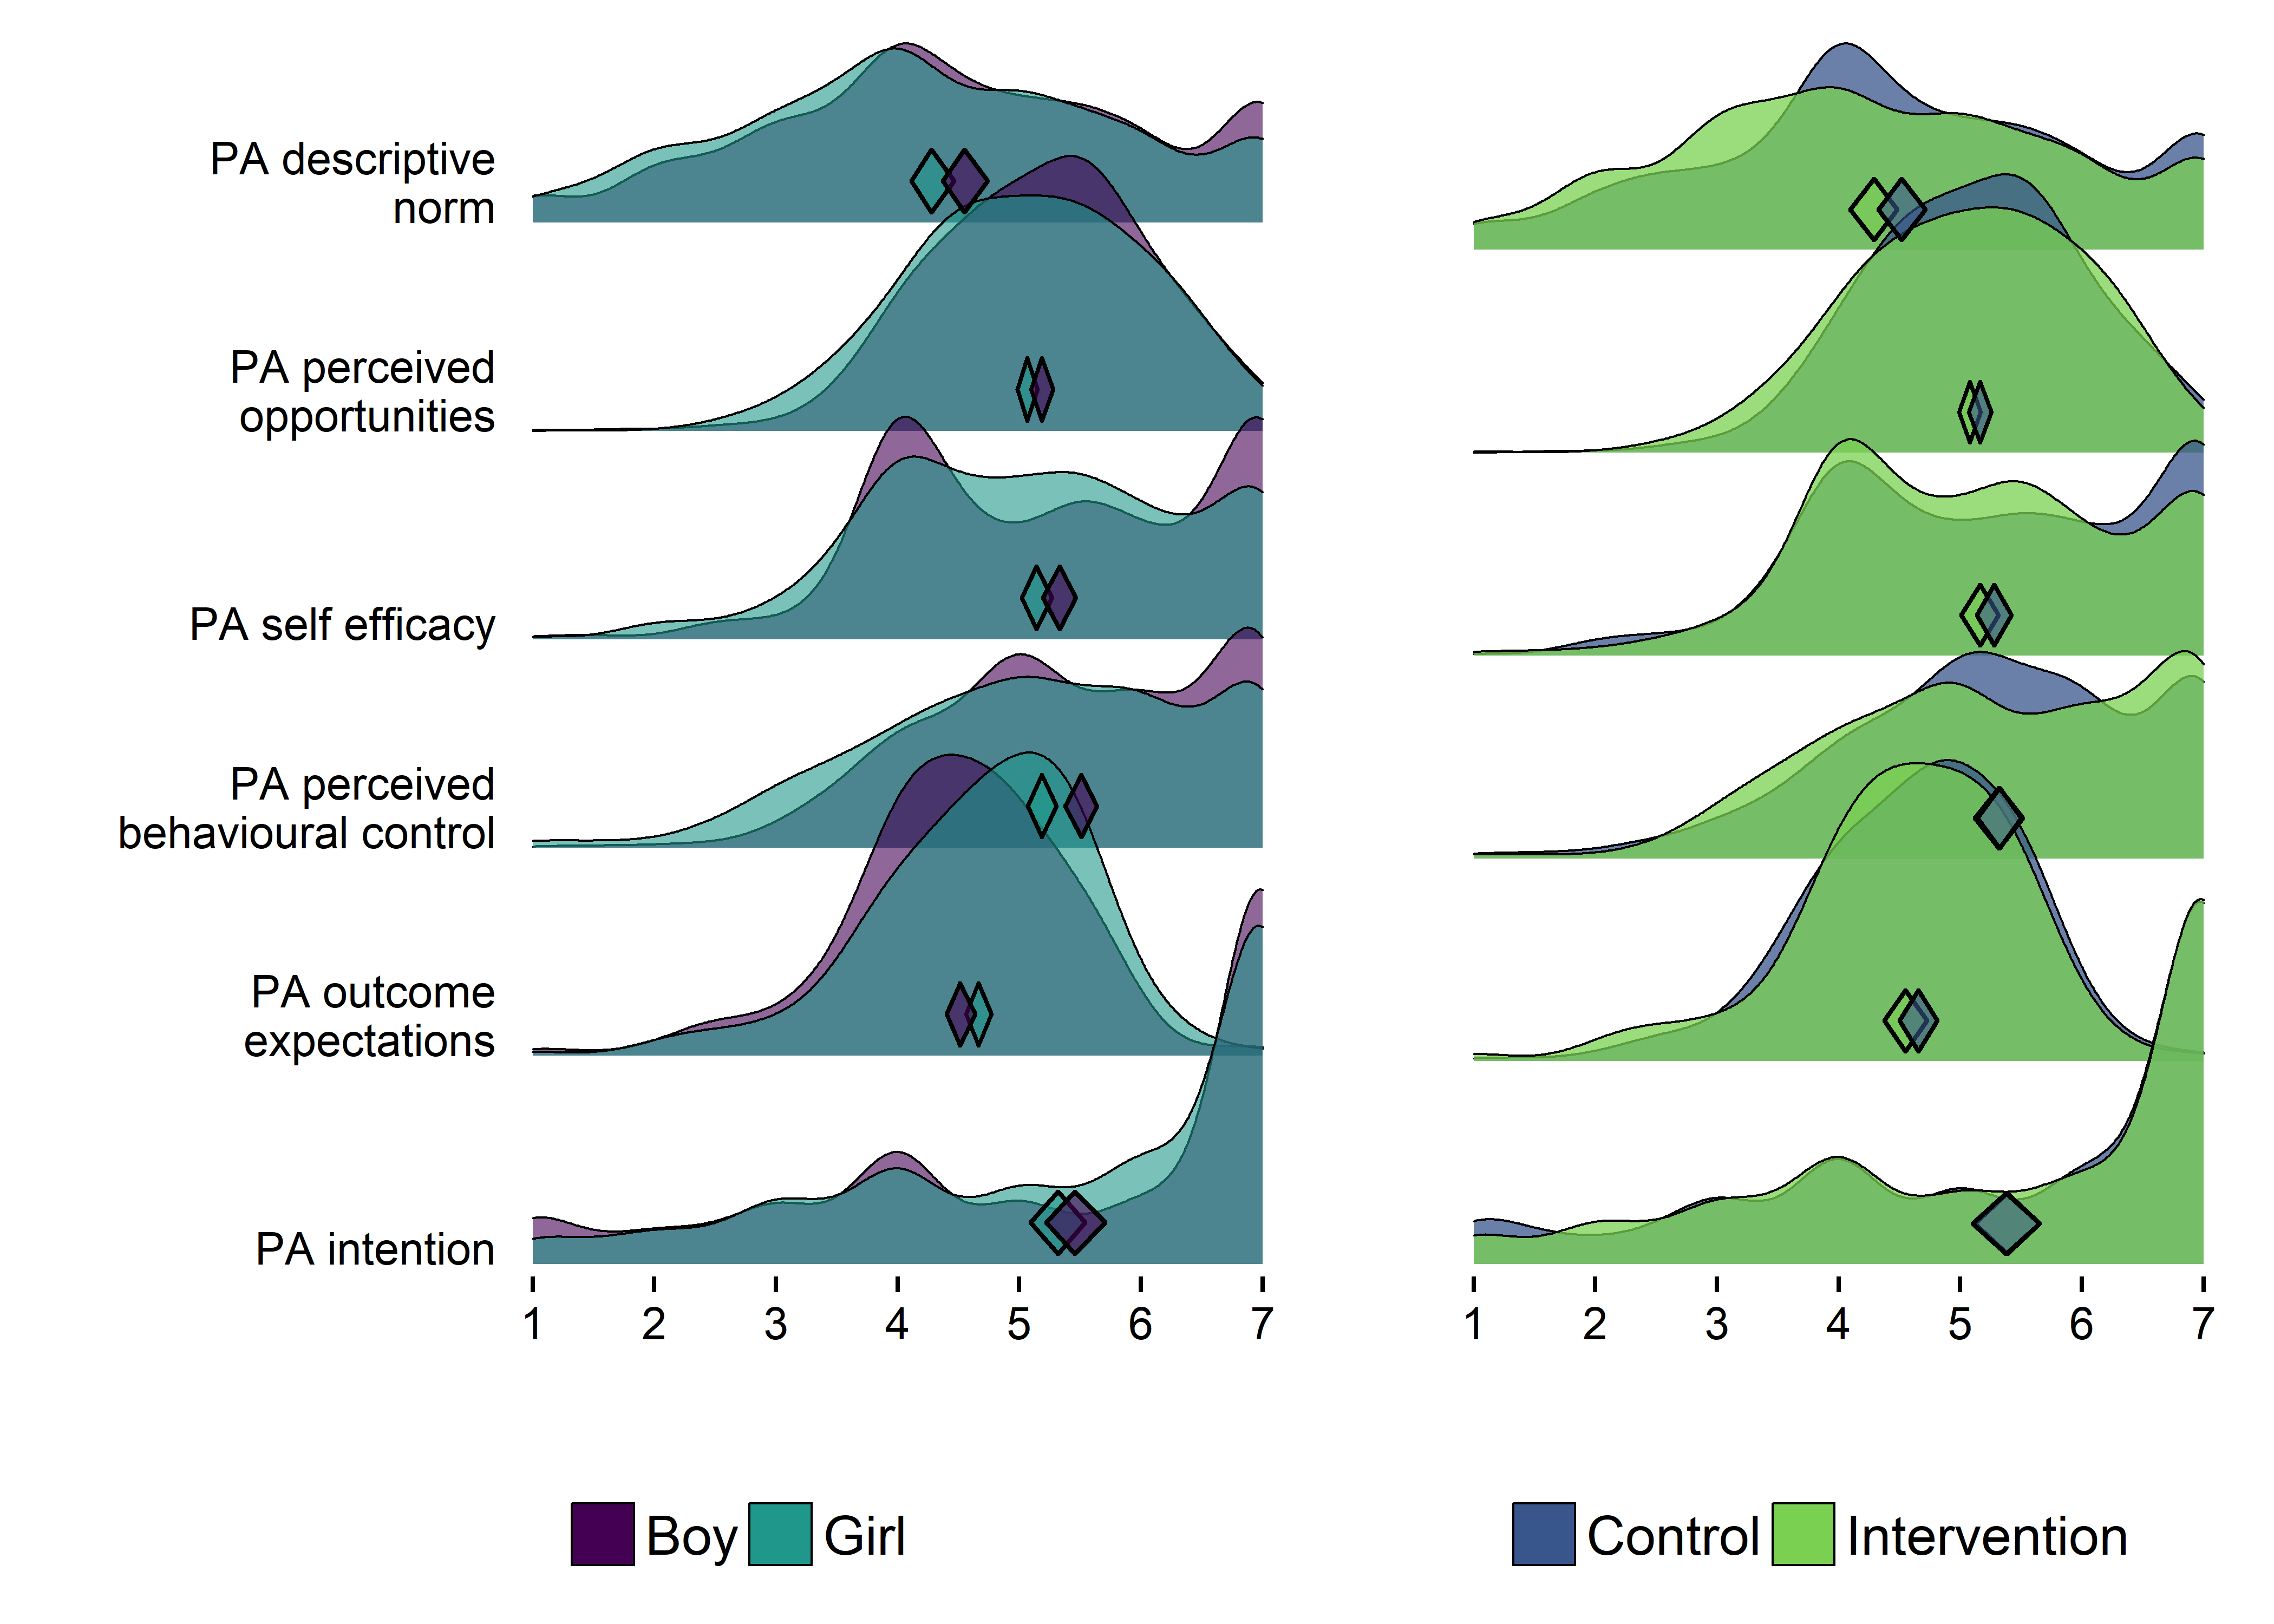 PA descriptive
norm
PA perceived
opportunities
PA self efficacy
PA perceived
behavioural control
PA outcome
expectations
PA intention
1 2 3 4 5 6 7
1 2 3 4 5 6 7
Boy Girl
Control Intervention